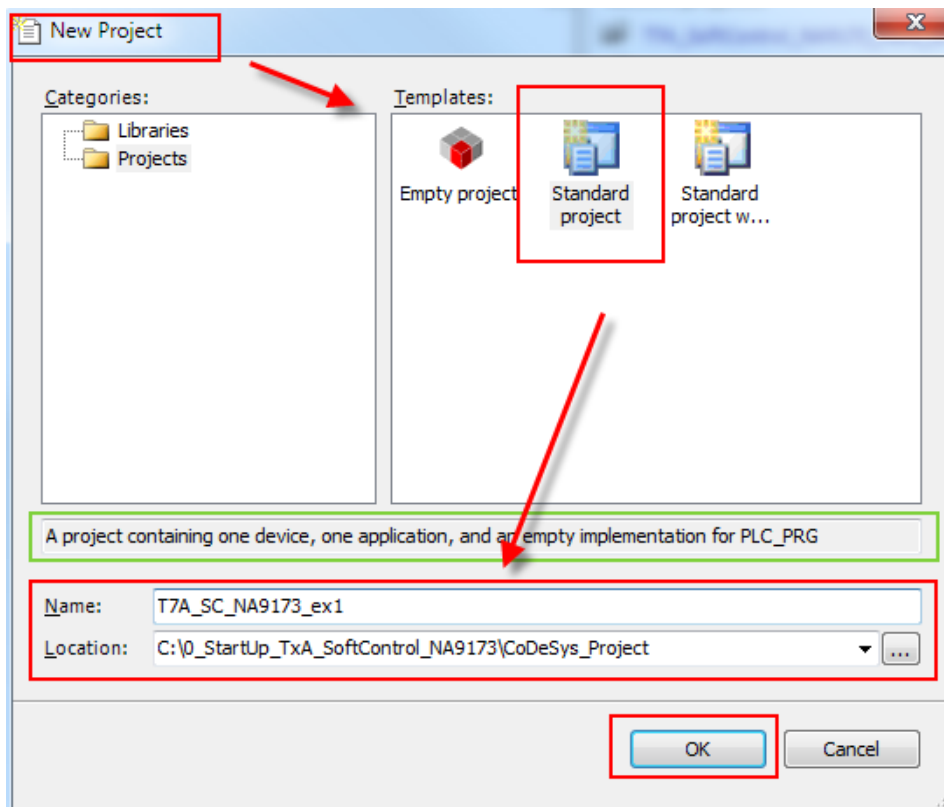 New Project
Categories:
Templates:
Libraries
Projects
Empty project
Standard
project
Standard
project w...
A project containing one device, one application, and an empty implementation for PLC_PRG
Name:
T7A_SC_NA9173_ex1
Location:
C:\0_StartUp_TxA_SoftControl_NA9173\CoDeSys_Project
...
OK
Cancel